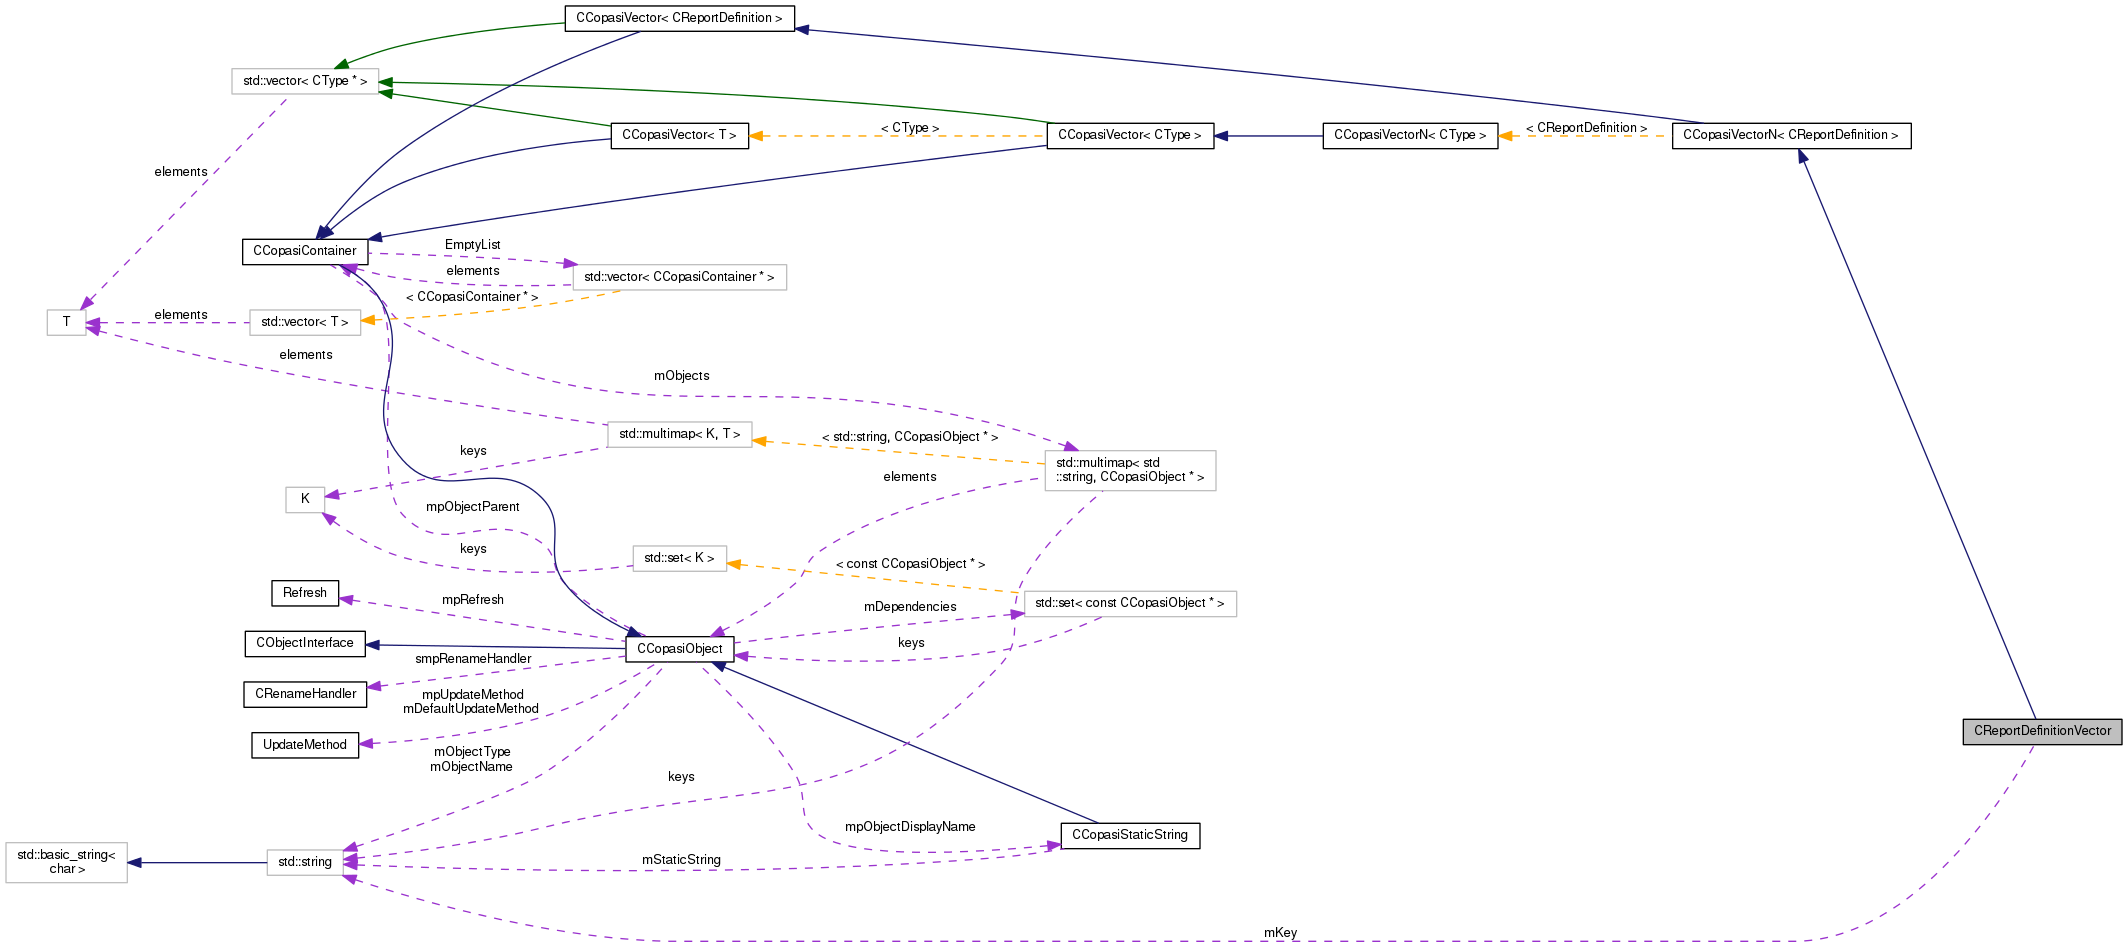 CCopasiVector< CReportDefinition >
std::vector< CType * >
CCopasiVector< T >
< CType >
CCopasiVector< CType >
CCopasiVectorN< CType >
< CReportDefinition >
CCopasiVectorN< CReportDefinition >
elements
CCopasiContainer
EmptyList
elements
std::vector< CCopasiContainer * >
< CCopasiContainer * >
T
elements
std::vector< T >
elements
mObjects
std::multimap< K, T >
< std::string, CCopasiObject * >
keys
std::multimap< std
::string, CCopasiObject * >
elements
K
mpObjectParent
keys
std::set< K >
< const CCopasiObject * >
Refresh
mpRefresh
mDependencies
std::set< const CCopasiObject * >
CObjectInterface
CCopasiObject
keys
smpRenameHandler
CRenameHandler
mpUpdateMethod
mDefaultUpdateMethod
UpdateMethod
CReportDefinitionVector
mObjectType
mObjectName
keys
mpObjectDisplayName
CCopasiStaticString
std::basic_string<
char >
std::string
mStaticString
mKey